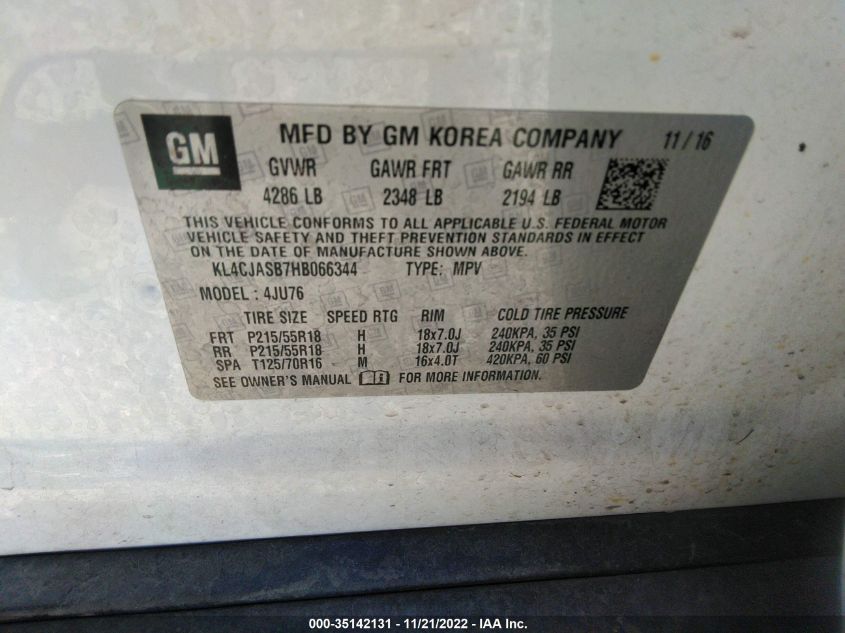 GM MFD BY GM KOREA COMPANY 11/16
GVWR GAWR FRT GAWR RR
4286 LB 2348 LB 2194 LB
THIS VEHICLE CONFORMS TO ALL APPLICABLE U.S. FEDERAL MOTOR
VEHICLE SAFETY AND THEFT PREVENTION STANDARDS IN EFFECT
ON THE DATE OF MANUFACTURE SHOWN ABOVE.
KL4CJASB7HB066344 TYPE: MPV
MODEL : 4JU76
TIRE SIZE SPEED RTG RIM COLD TIRE PRESSURE
FRT P215/55R18 H 18x7.0J 240KPA, 35 PSI
RR P215/55R18 H 18x7.0J 240KPA, 35 PSI
SPA T125/70R16 M 16x4.0T 420KPA, 60 PSI
SEE OWNER'S MANUAL FOR MORE INFORMATION.
000-35142131 - 11/21/2022 - IAA Inc.